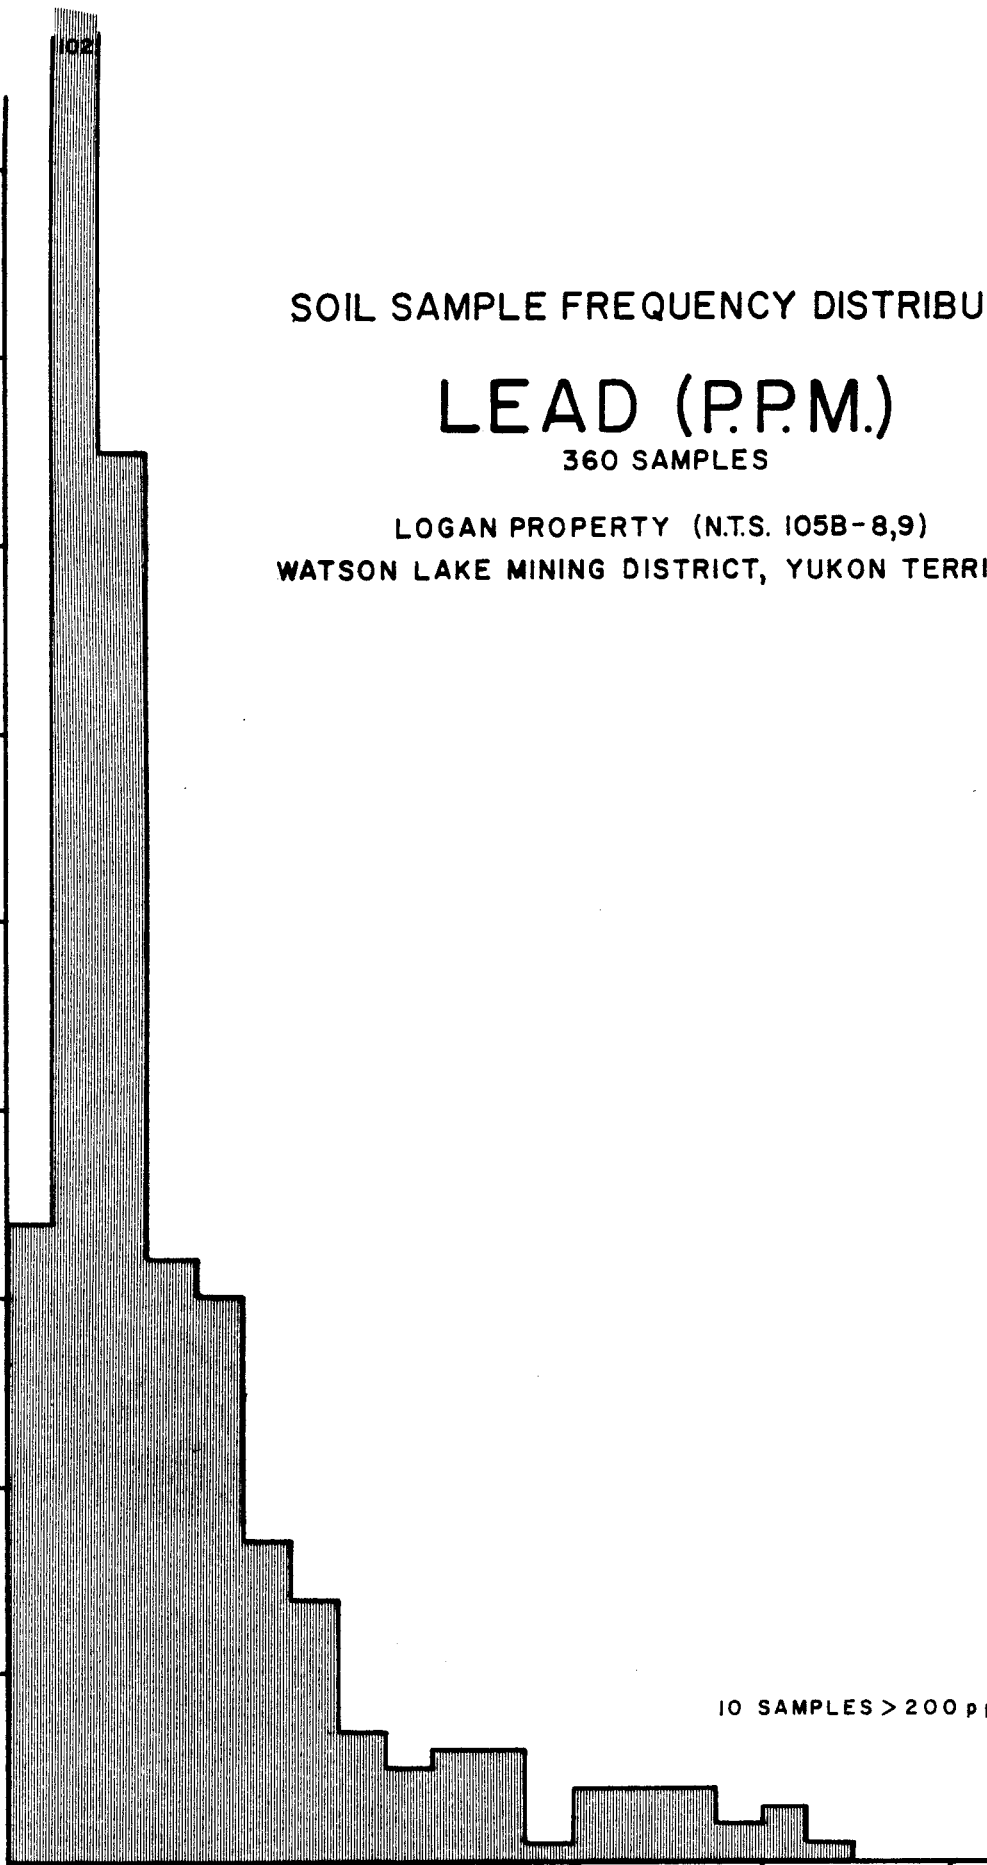 102
SOIL SAMPLE FREQUENCY DISTRIBU
LEAD (P.P.M.)
360 SAMPLES
LOGAN PROPERTY (N.T.S. 105B-8,9)
WATSON LAKE MINING DISTRICT, YUKON TERRI
10 SAMPLES > 200 p